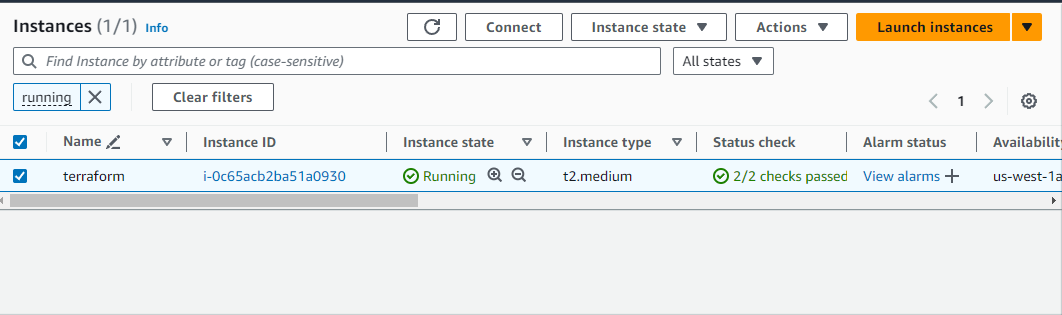 Instances (1/1) Info Connect Instance state Actions Launch instances
Find Instance by attribute or tag (case-sensitive) All states
running Clear filters 1
Name Instance ID Instance state Instance type Status check Alarm status Availability
terraform i-0c65acb2ba51a0930 Running t2.medium 2/2 checks passed View alarms us-west-1a